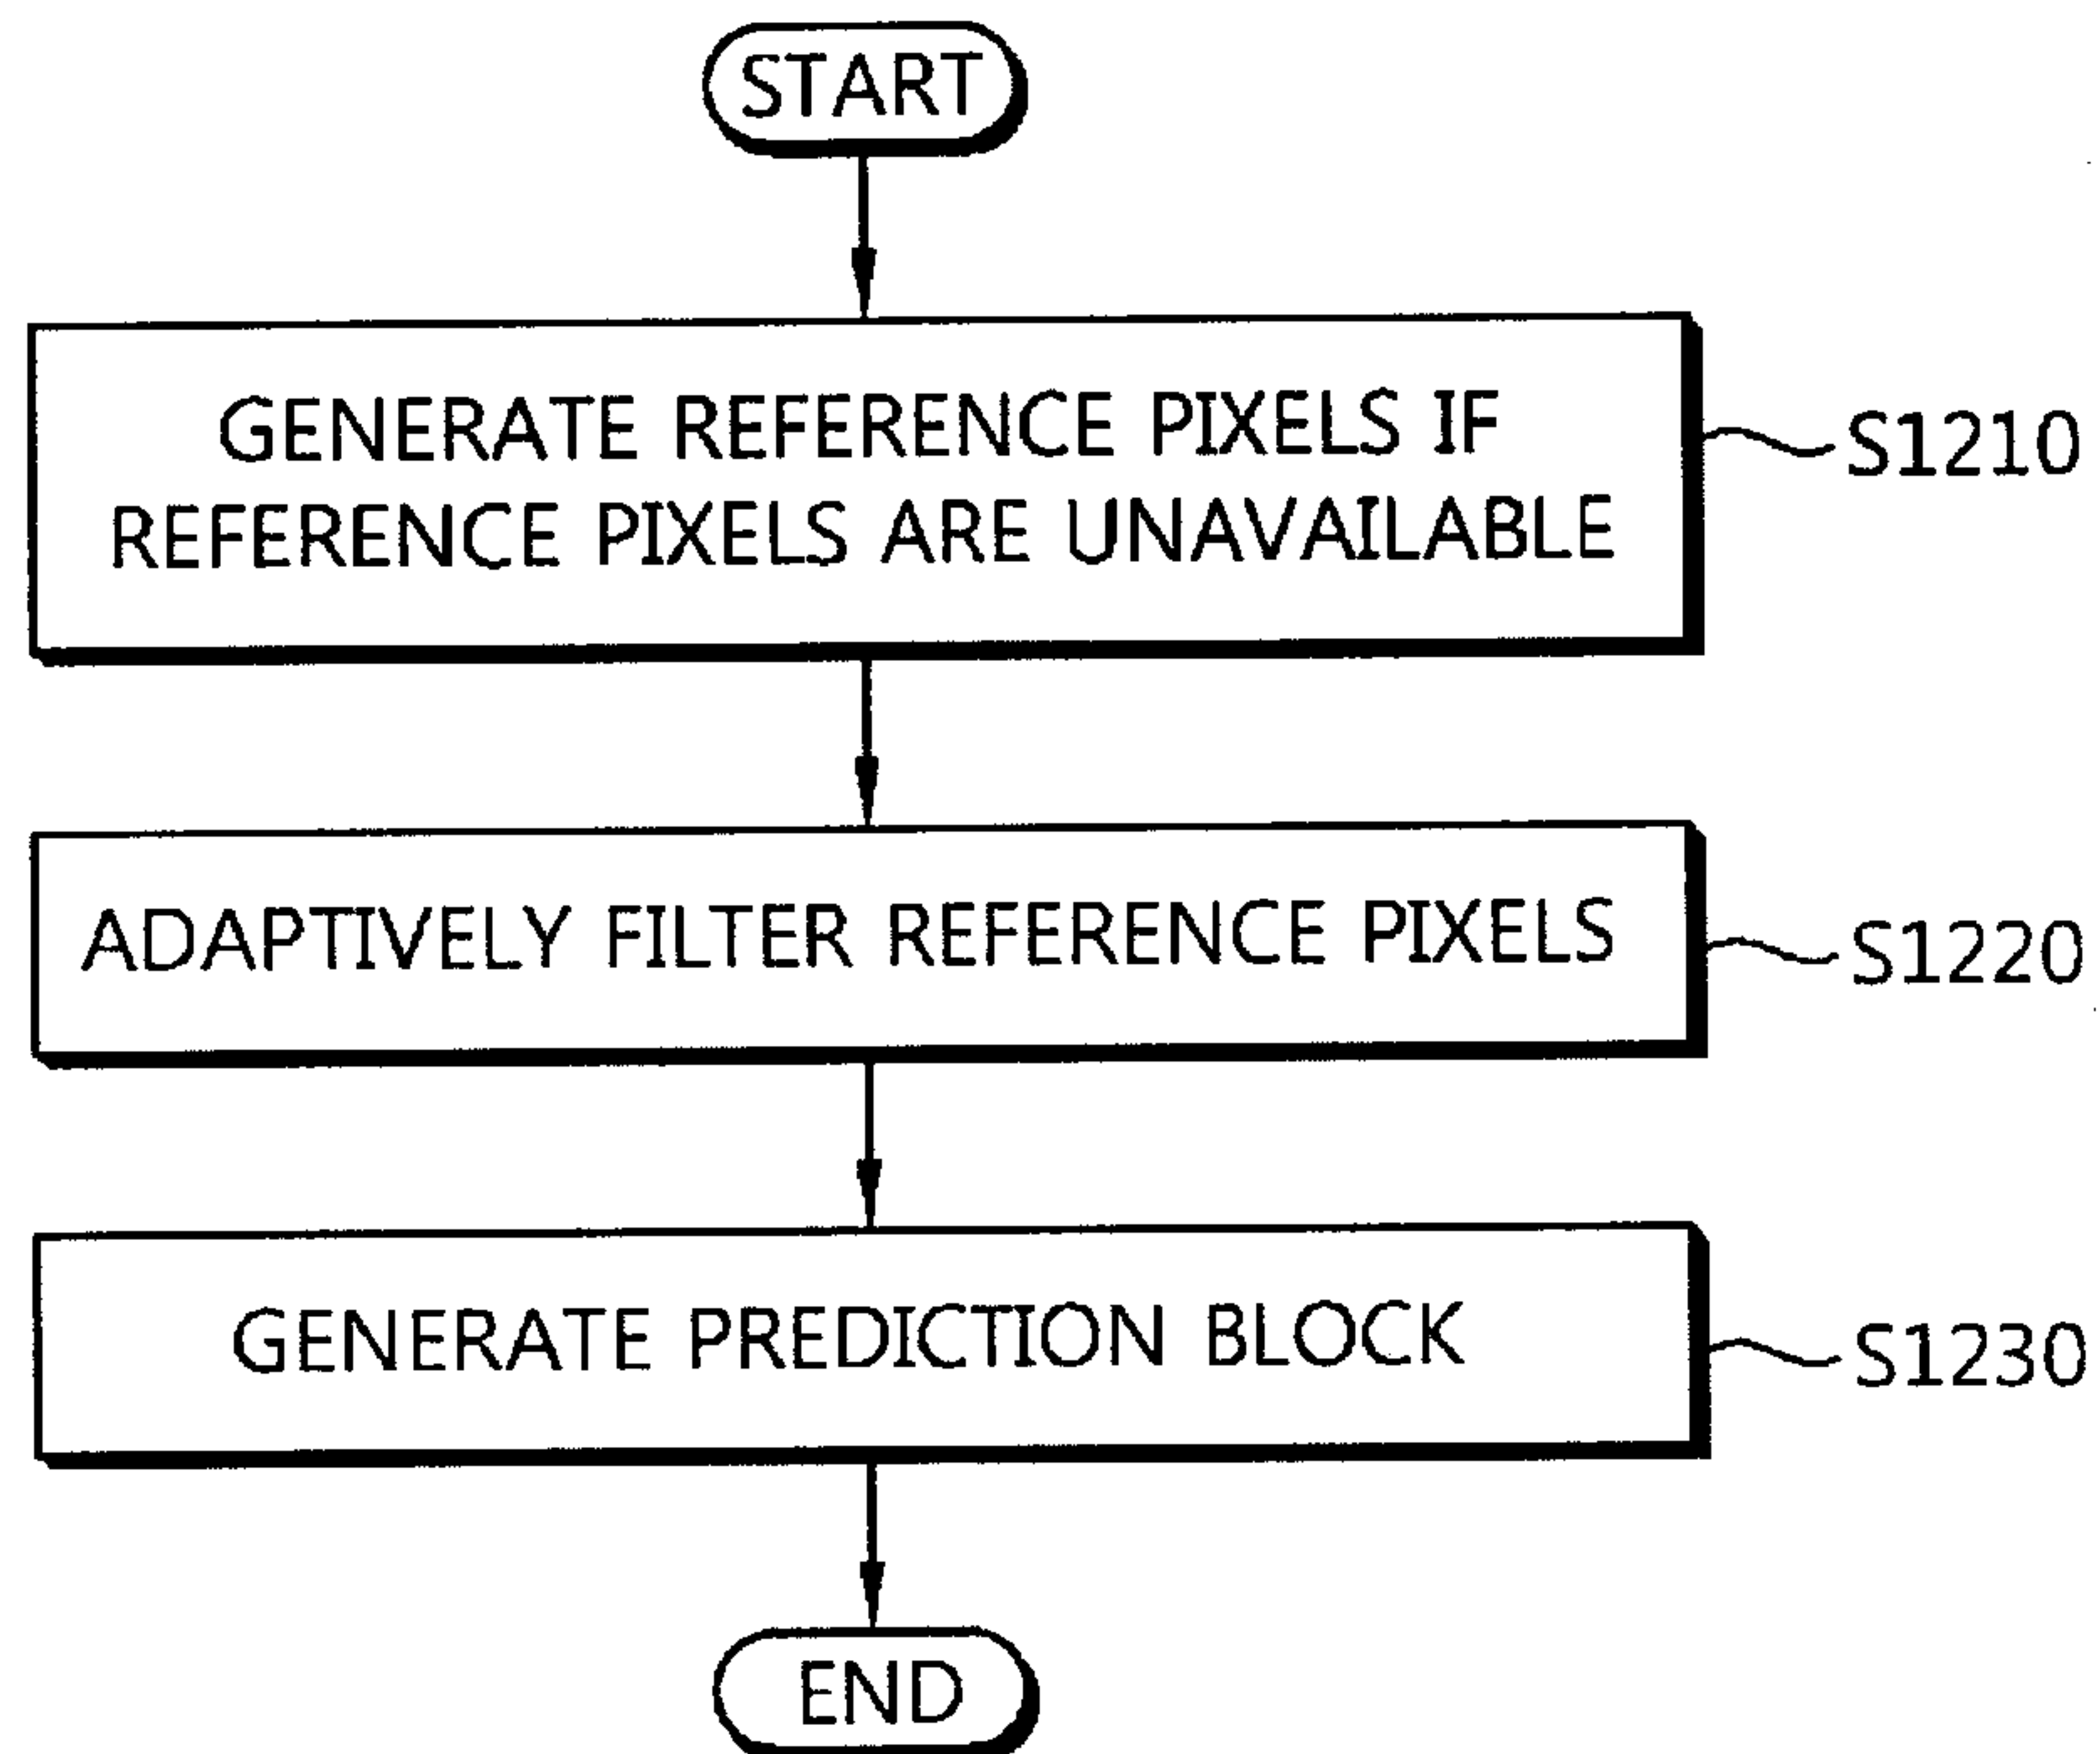 START
GENERATE REFERENCE PIXELS IF
REFERENCE PIXELS ARE UNAVAILABLE
S1210
ADAPTIVELY FILTER REFERENCE PIXELS
S1220
GENERATE PREDICTION BLOCK
S1230
END